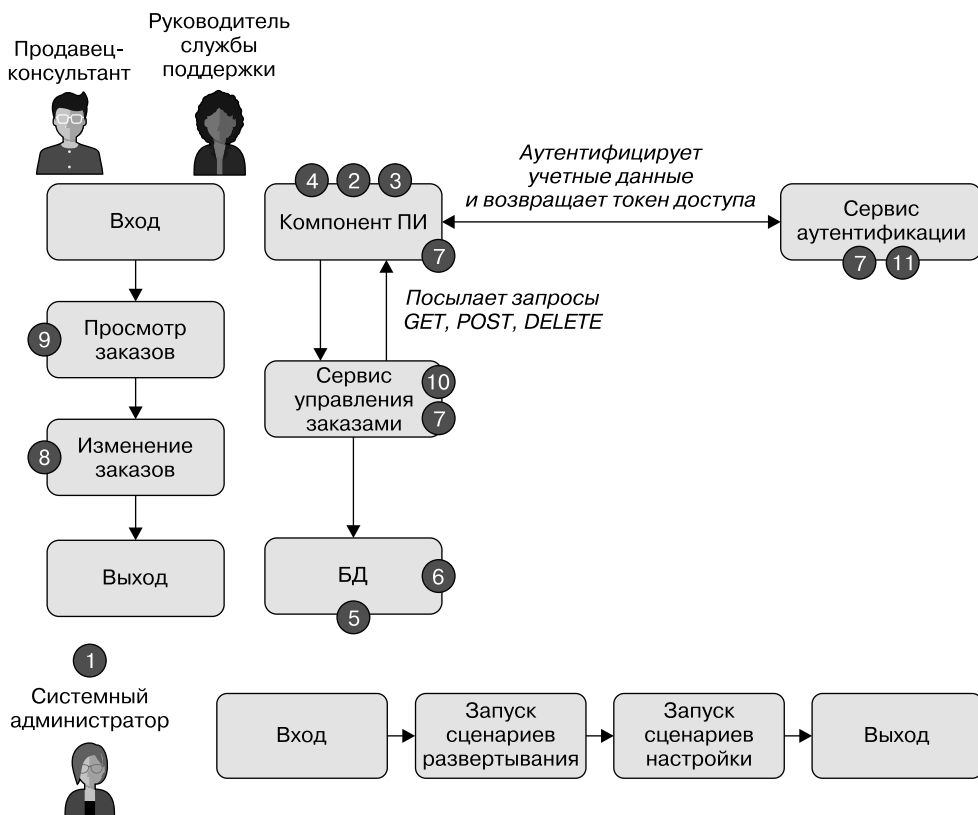 Продавец-
консультант
Руководитель
службы
поддержки
Вход
9
Просмотр
заказов
8
Изменение
заказов
Выход
4 2 3
Компонент ПИ
7
Аутентифицирует
учетные данные
и возвращает токен доступа
Сервис
аутентификации
7 11
Посылает запросы
GET, POST, DELETE
Сервис
управления
заказами
10
7
БД
6
5
1
Системный
администратор
Вход
Запуск
сценариев
развертывания
Запуск
сценариев
настройки
Выход